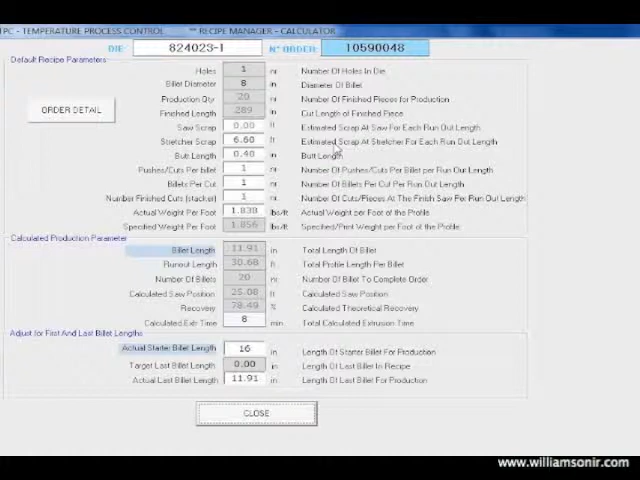 PC - TEMPERATURE PROCESS CONTROL ** RECIPE MANAGER - CALCULATOR
DIE: 824023-1 N° ORDER: 10590048
Default Recipe Parameters
Holes 1 nr Number Of Holes In Die
Billet Diameter 8 in Diameter Of Billet
ORDER DETAIL
Production Qty 20 nr Number Of Finished Pieces for Production
Finished Length 289 in Cut Length of Finished Piece
Saw Scrap 0.00 ft Estimated Scrap At Saw For Each Run Out Length
Stretcher Scrap 6.60 ft Estimated Scrap At Stretcher For Each Run Out Length
Butt Length 0.40 in Butt Length
Pushes/Cuts Per Billet 1 nr Number Of Pushes/Cuts Per Billet per Run Out Length
Billets Per Cut 1 nr Number Of Billets Per Cut Per Run Out Length
Number Finished Cuts (stacker) 1 nr Number Of Cuts/Pieces At The Finish Saw Per Run Out Length
Actual Weight Per Foot 1.838 lbs/ft Actual Weight per Foot of the Profile
Specified Weight Per Foot 1.856 lbs/ft Specified/Print Weight per Foot of the Profile
Calculated Production Parameter
Billet Length 11.91 in Total Length Of Billet
Runout Length 30.68 ft Total Profile Length Per Billet
Number Of Billets 20 nr Number Of Billet To Complete Order
Calculated Saw Position 25.08 ft Calculated Saw Position
Recovery 78.49 % Calculated Theoretical Recovery
Calculated Extr Time 8 min Total Calculated Extrusion Time
Adjust for First And Last Billet Lengths
Actual Starter Billet Length 16 in Length Of Starter Billet For Production
Target Last Billet Length 0.00 in Length Of Last Billet In Recipe
Actual Last Billet Length 11.91 in Length Of Last Billet For Production
CLOSE
www.williamsonir.com